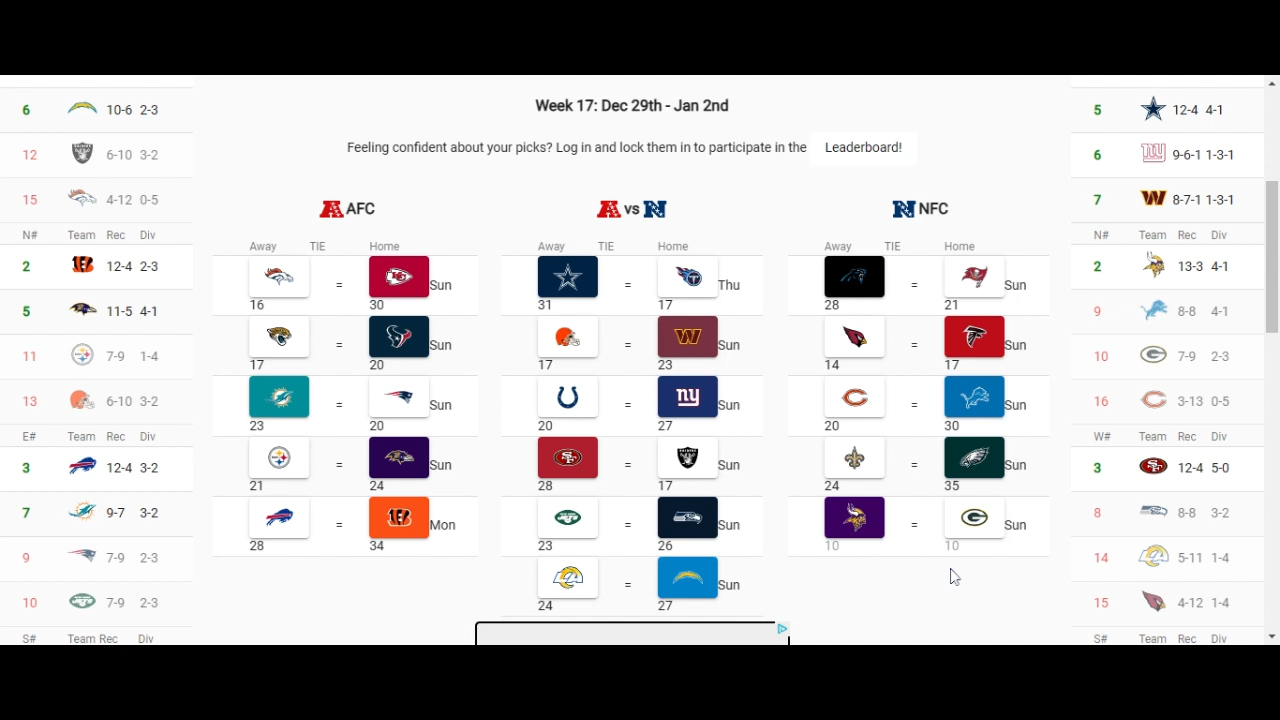 Week 17: Dec 29th - Jan 2nd
Feeling confident about your picks? Log in and lock them in to participate in the Leaderboard!
6 10-6 2-3
12 RAIDERS 6-10 3-2
15 4-12 0-5
N# Team Rec Div
2 12-4 2-3
5 11-5 4-1
11 7-9 1-4
13 6-10 3-2
E# Team Rec Div
3 12-4 3-2
7 9-7 3-2
9 7-9 2-3
10 7-9 2-3
S# Team Rec Div
A AFC
Away TIE Home
= KC Sun
16 30
= Sun
17 20
= Sun
23 20
= Sun
21 24
= Mon
28 34
A vs N
Away TIE Home
= Thu
31 17
= W Sun
17 23
= ny Sun
20 27
SF = RAIDERS Sun
28 17
= Sun
23 26
= Sun
24 27
N NFC
Away TIE Home
= Sun
28 21
= Sun
14 17
C = Sun
20 30
= Sun
24 35
= G Sun
10 10
5 12-4 4-1
6 NY 9-6-1 1-3-1
7 W 8-7-1 1-3-1
N# Team Rec Div
2 13-3 4-1
9 8-8 4-1
10 G 7-9 2-3
16 C 3-13 0-5
W# Team Rec Div
3 SF 12-4 5-0
8 8-8 3-2
14 5-11 1-4
15 4-12 1-4
S# Team Rec Div